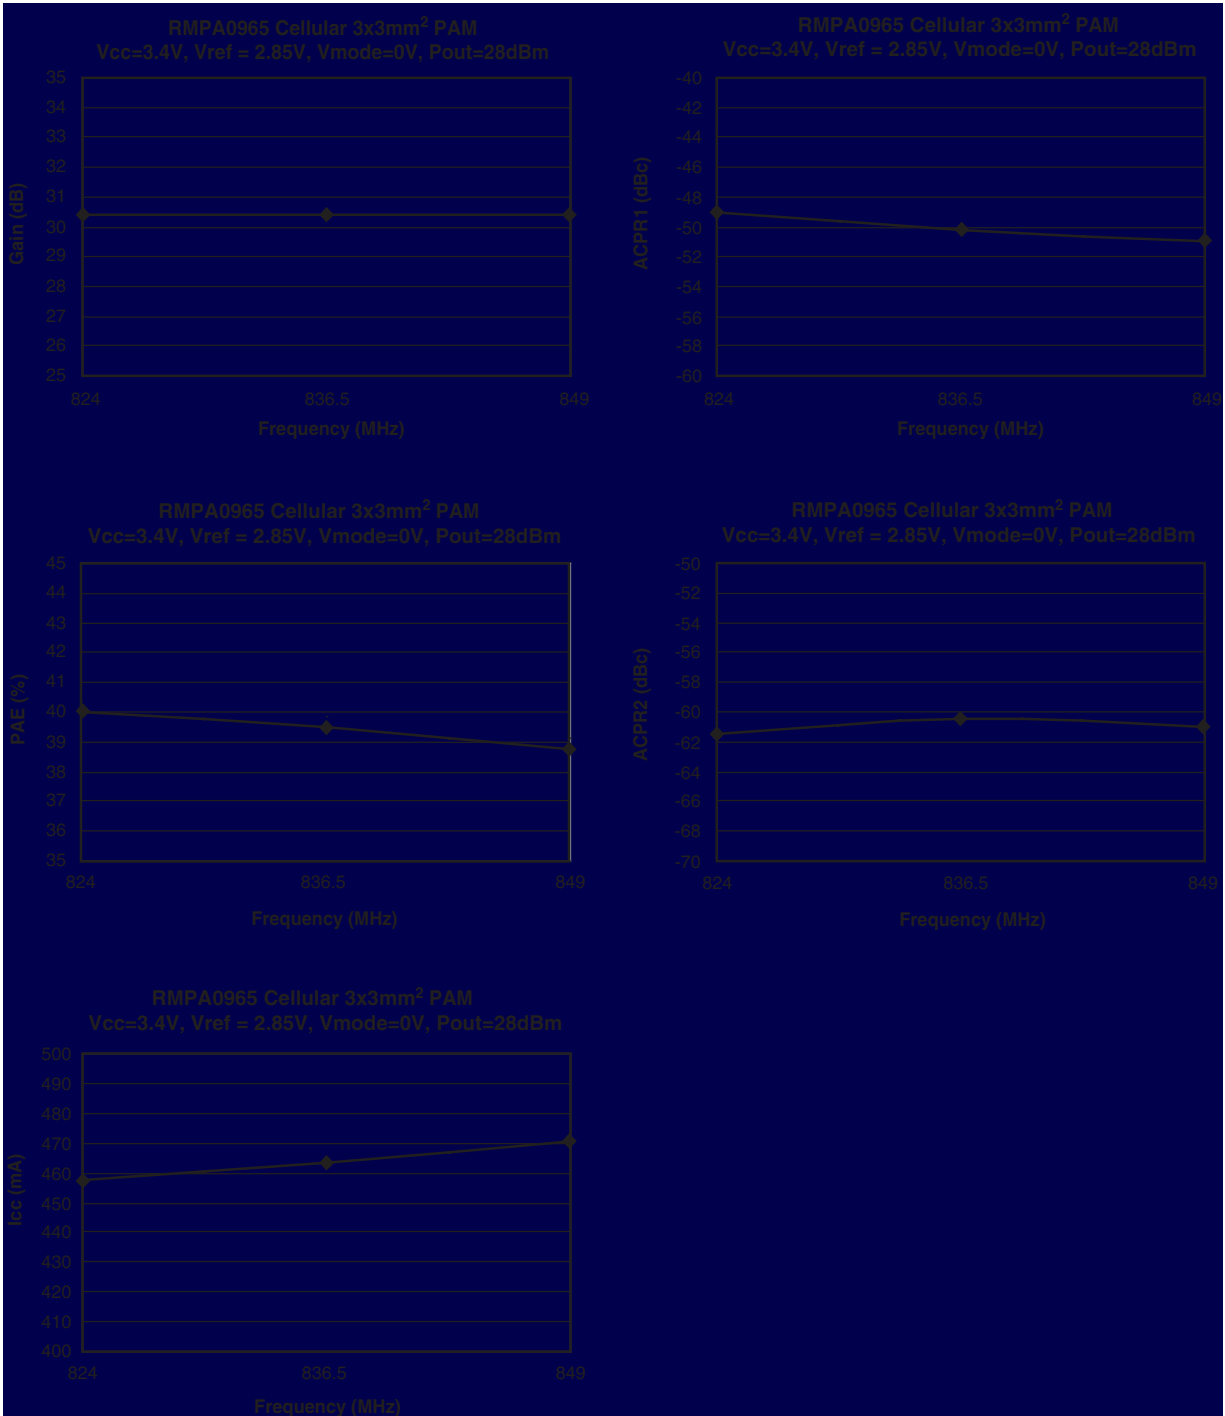 RMPA0965 Cellular 3x3mm² PAM
Vcc=3.4V, Vref = 2.85V, Vmode=0V, Pout=28dBm
35
34
33
32
31
30
29
28
27
26
25
Gain (dB)
824 836.5 849
Frequency (MHz)
RMPA0965 Cellular 3x3mm² PAM
Vcc=3.4V, Vref = 2.85V, Vmode=0V, Pout=28dBm
-40
-42
-44
-46
-48
-50
-52
-54
-56
-58
-60
ACPR1 (dBc)
824 836.5 849
Frequency (MHz)
RMPA0965 Cellular 3x3mm² PAM
Vcc=3.4V, Vref = 2.85V, Vmode=0V, Pout=28dBm
45
44
43
42
41
40
39
38
37
36
35
PAE (%)
824 836.5 849
Frequency (MHz)
RMPA0965 Cellular 3x3mm² PAM
Vcc=3.4V, Vref = 2.85V, Vmode=0V, Pout=28dBm
-50
-52
-54
-56
-58
-60
-62
-64
-66
-68
-70
ACPR2 (dBc)
824 836.5 849
Frequency (MHz)
RMPA0965 Cellular 3x3mm² PAM
Vcc=3.4V, Vref = 2.85V, Vmode=0V, Pout=28dBm
500
490
480
470
460
450
440
430
420
410
400
Icc (mA)
824 836.5 849
Frequency (MHz)